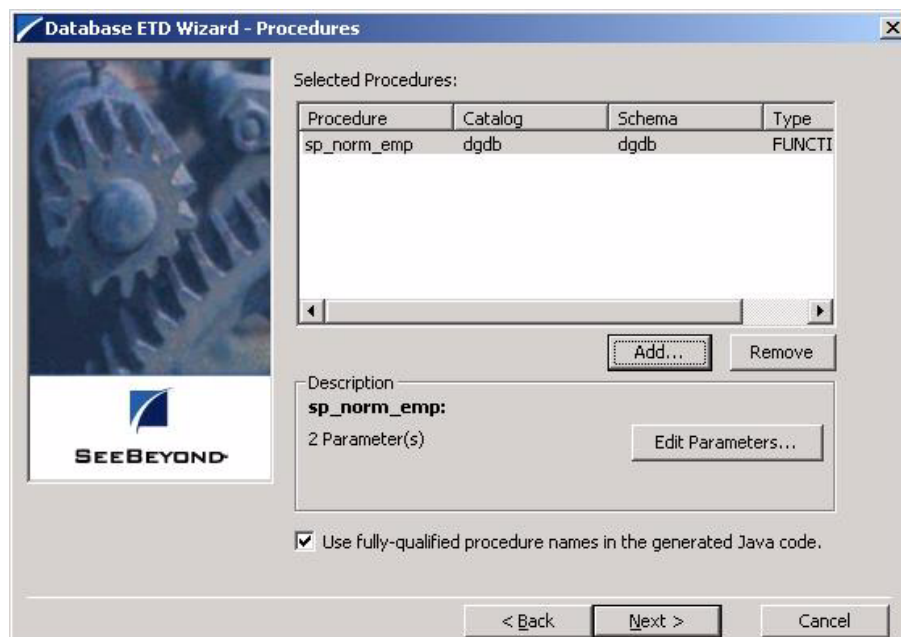 Database ETD Wizard - Procedures
Selected Procedures:
Procedure Catalog Schema Type
sp_norm_emp dgdb dgdb FUNCTI
Add... Remove
Description
sp_norm_emp:
2 Parameter(s)
Edit Parameters...
SEEBEYOND
Use fully-qualified procedure names in the generated Java code.
< Back Next > Cancel